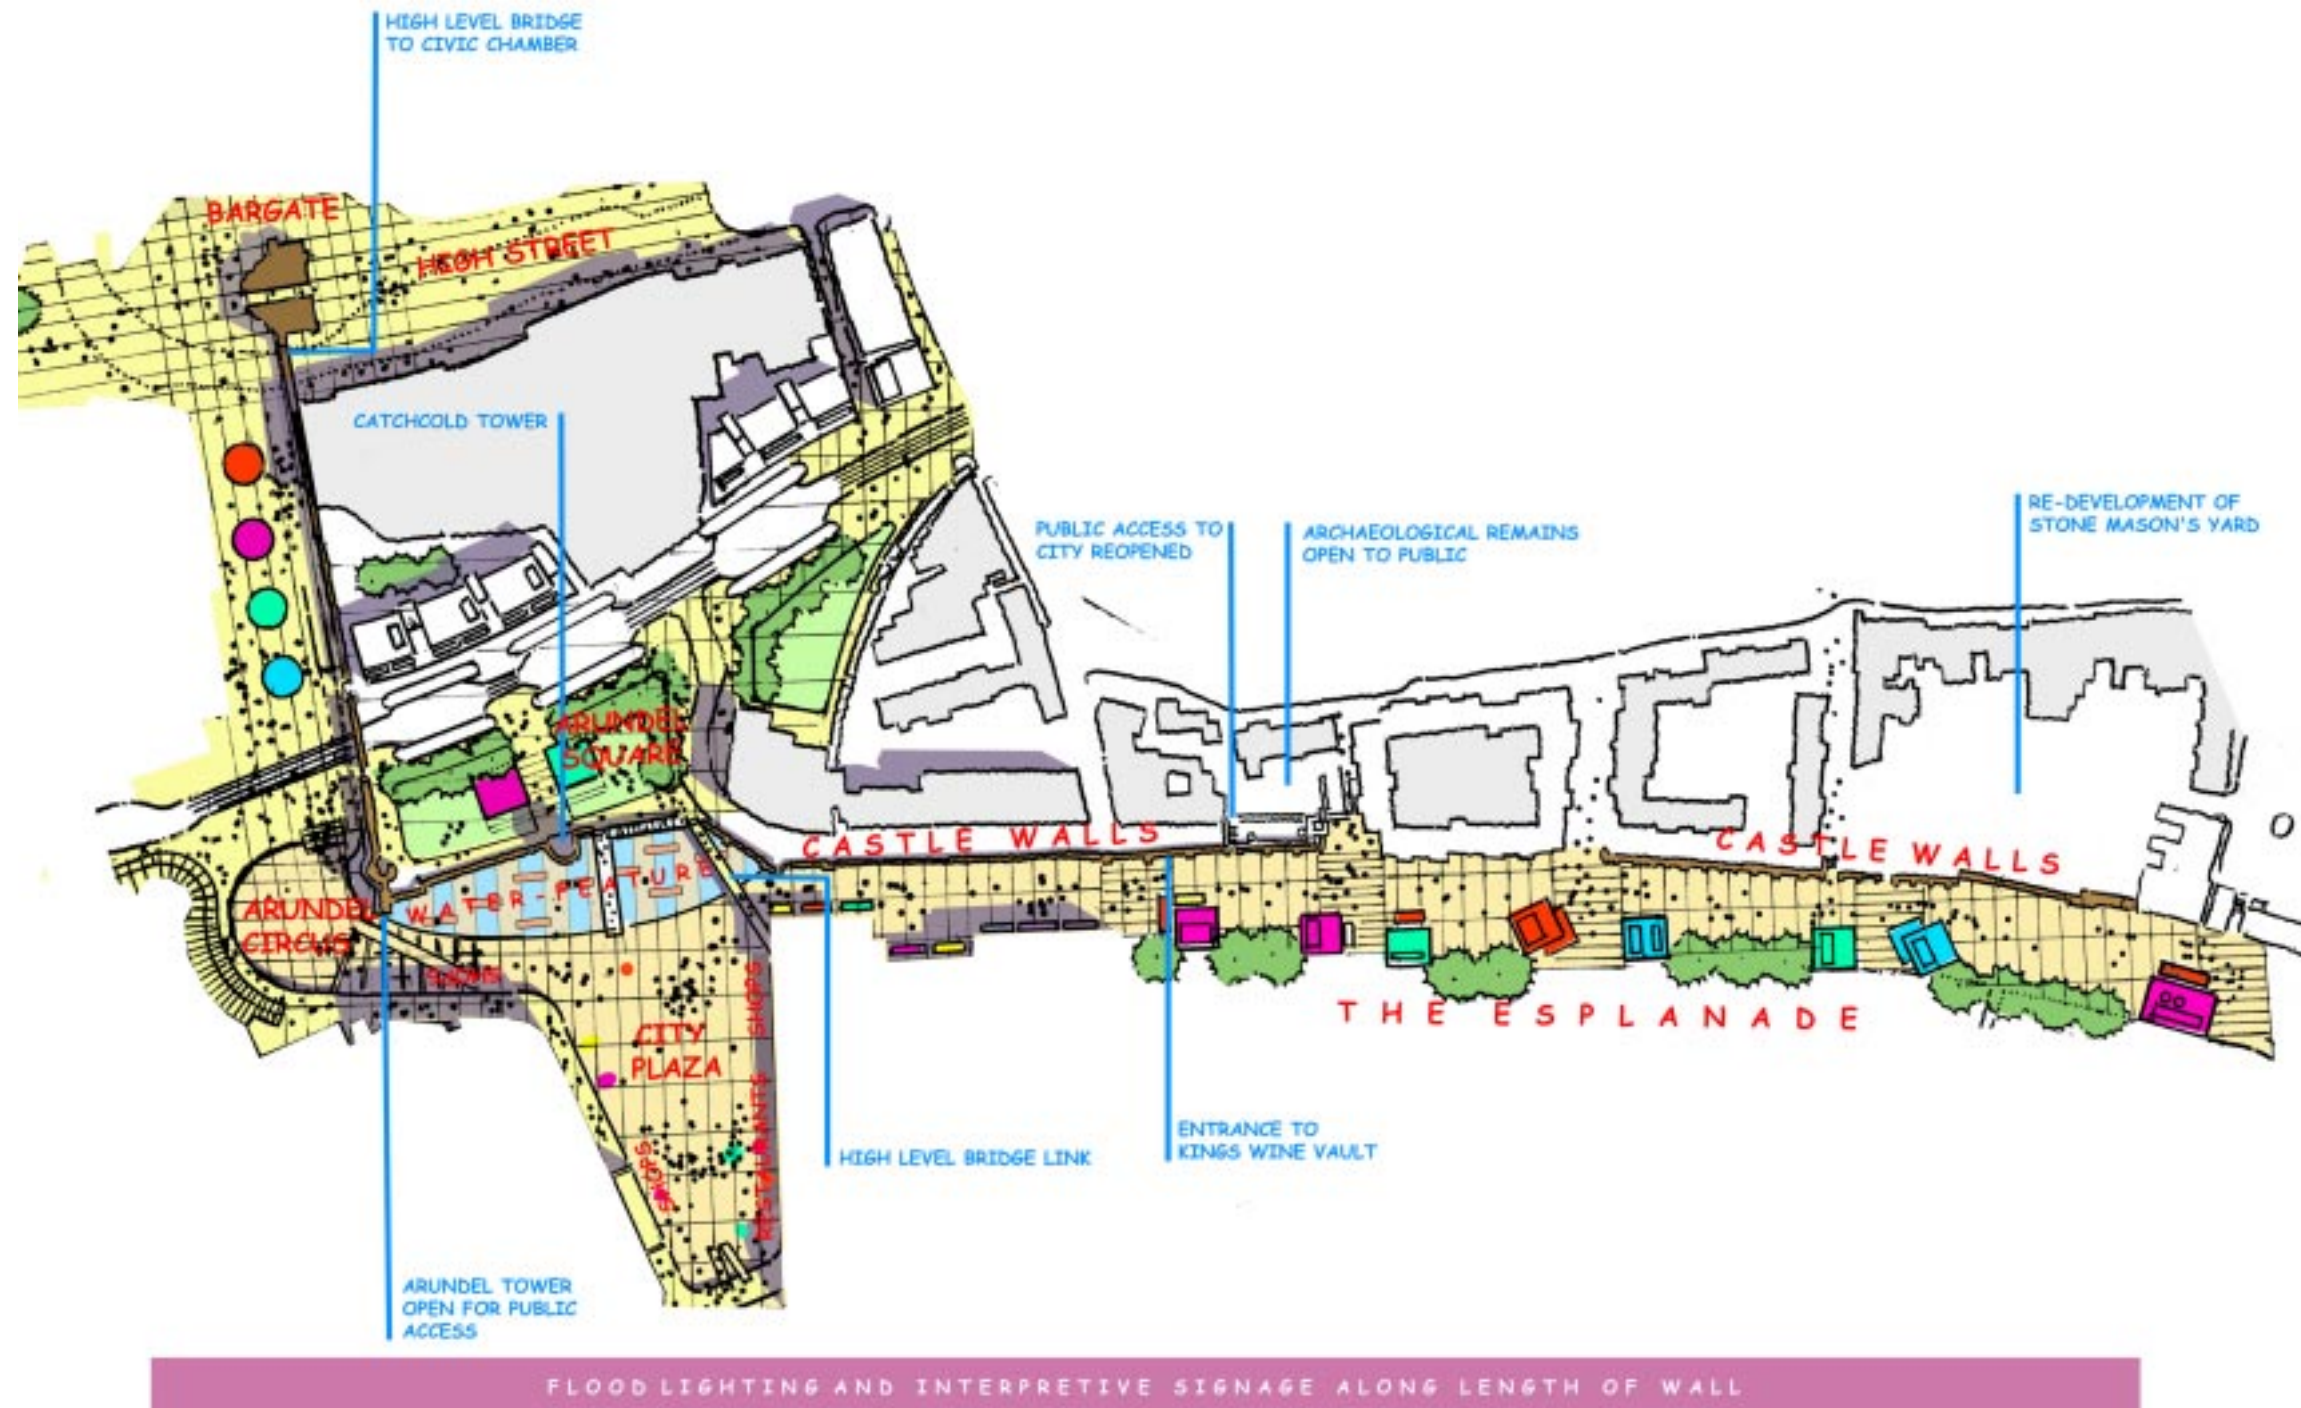 HIGH LEVEL BRIDGE
TO CIVIC CHAMBER
BARGATE
HIGH STREET
CATCHCOLD TOWER
PUBLIC ACCESS TO
CITY REOPENED
ARCHAEOLOGICAL REMAINS
OPEN TO PUBLIC
RE-DEVELOPMENT OF
STONE MASON'S YARD
ARUNDEL
SQUARE
CASTLE WALLS
CASTLE WALLS
WATER-FEATURE
ARUNDEL
CIRCUS
SHOPS
CITY
PLAZA
SHOPS
RESTAURANTS
SHOPS
THE ESPLANADE
HIGH LEVEL BRIDGE LINK
ENTRANCE TO
KINGS WINE VAULT
ARUNDEL TOWER
OPEN FOR PUBLIC
ACCESS
FLOODLIGHTING AND INTERPRETIVE SIGNAGE ALONG LENGTH OF WALL